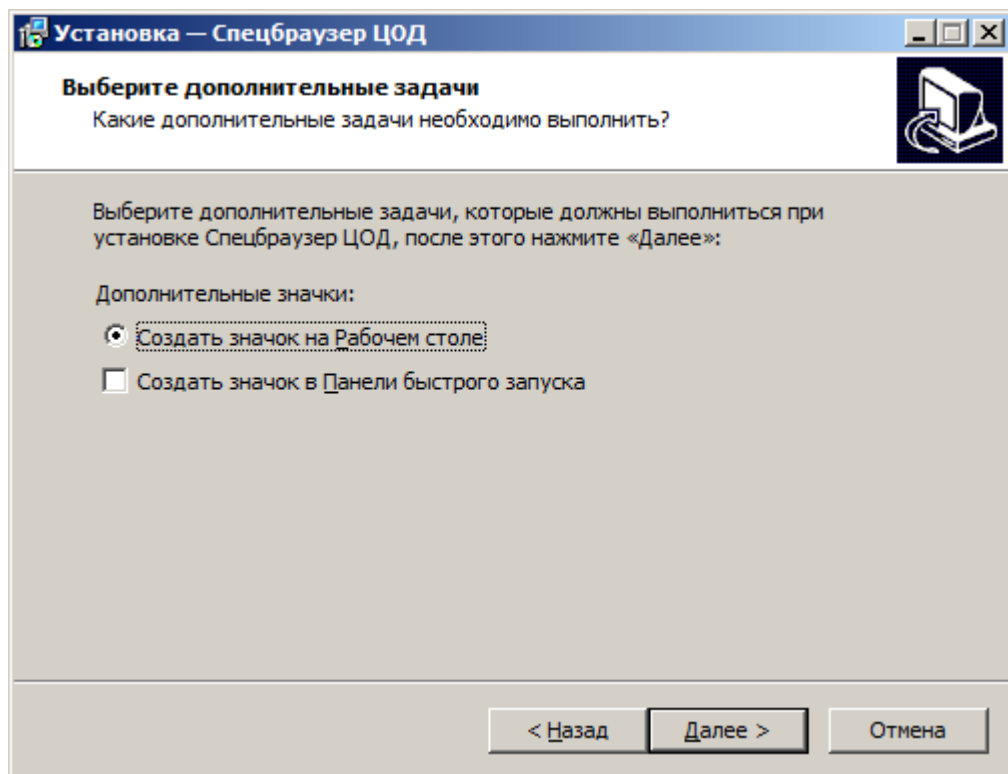 Установка — Спецбраузер ЦОД
Выберите дополнительные задачи
Какие дополнительные задачи необходимо выполнить?
Выберите дополнительные задачи, которые должны выполниться при
установке Спецбраузер ЦОД, после этого нажмите «Далее»:
Дополнительные значки:
Создать значок на Рабочем столе
Создать значок в Панели быстрого запуска
< Назад
Далее >
Отмена